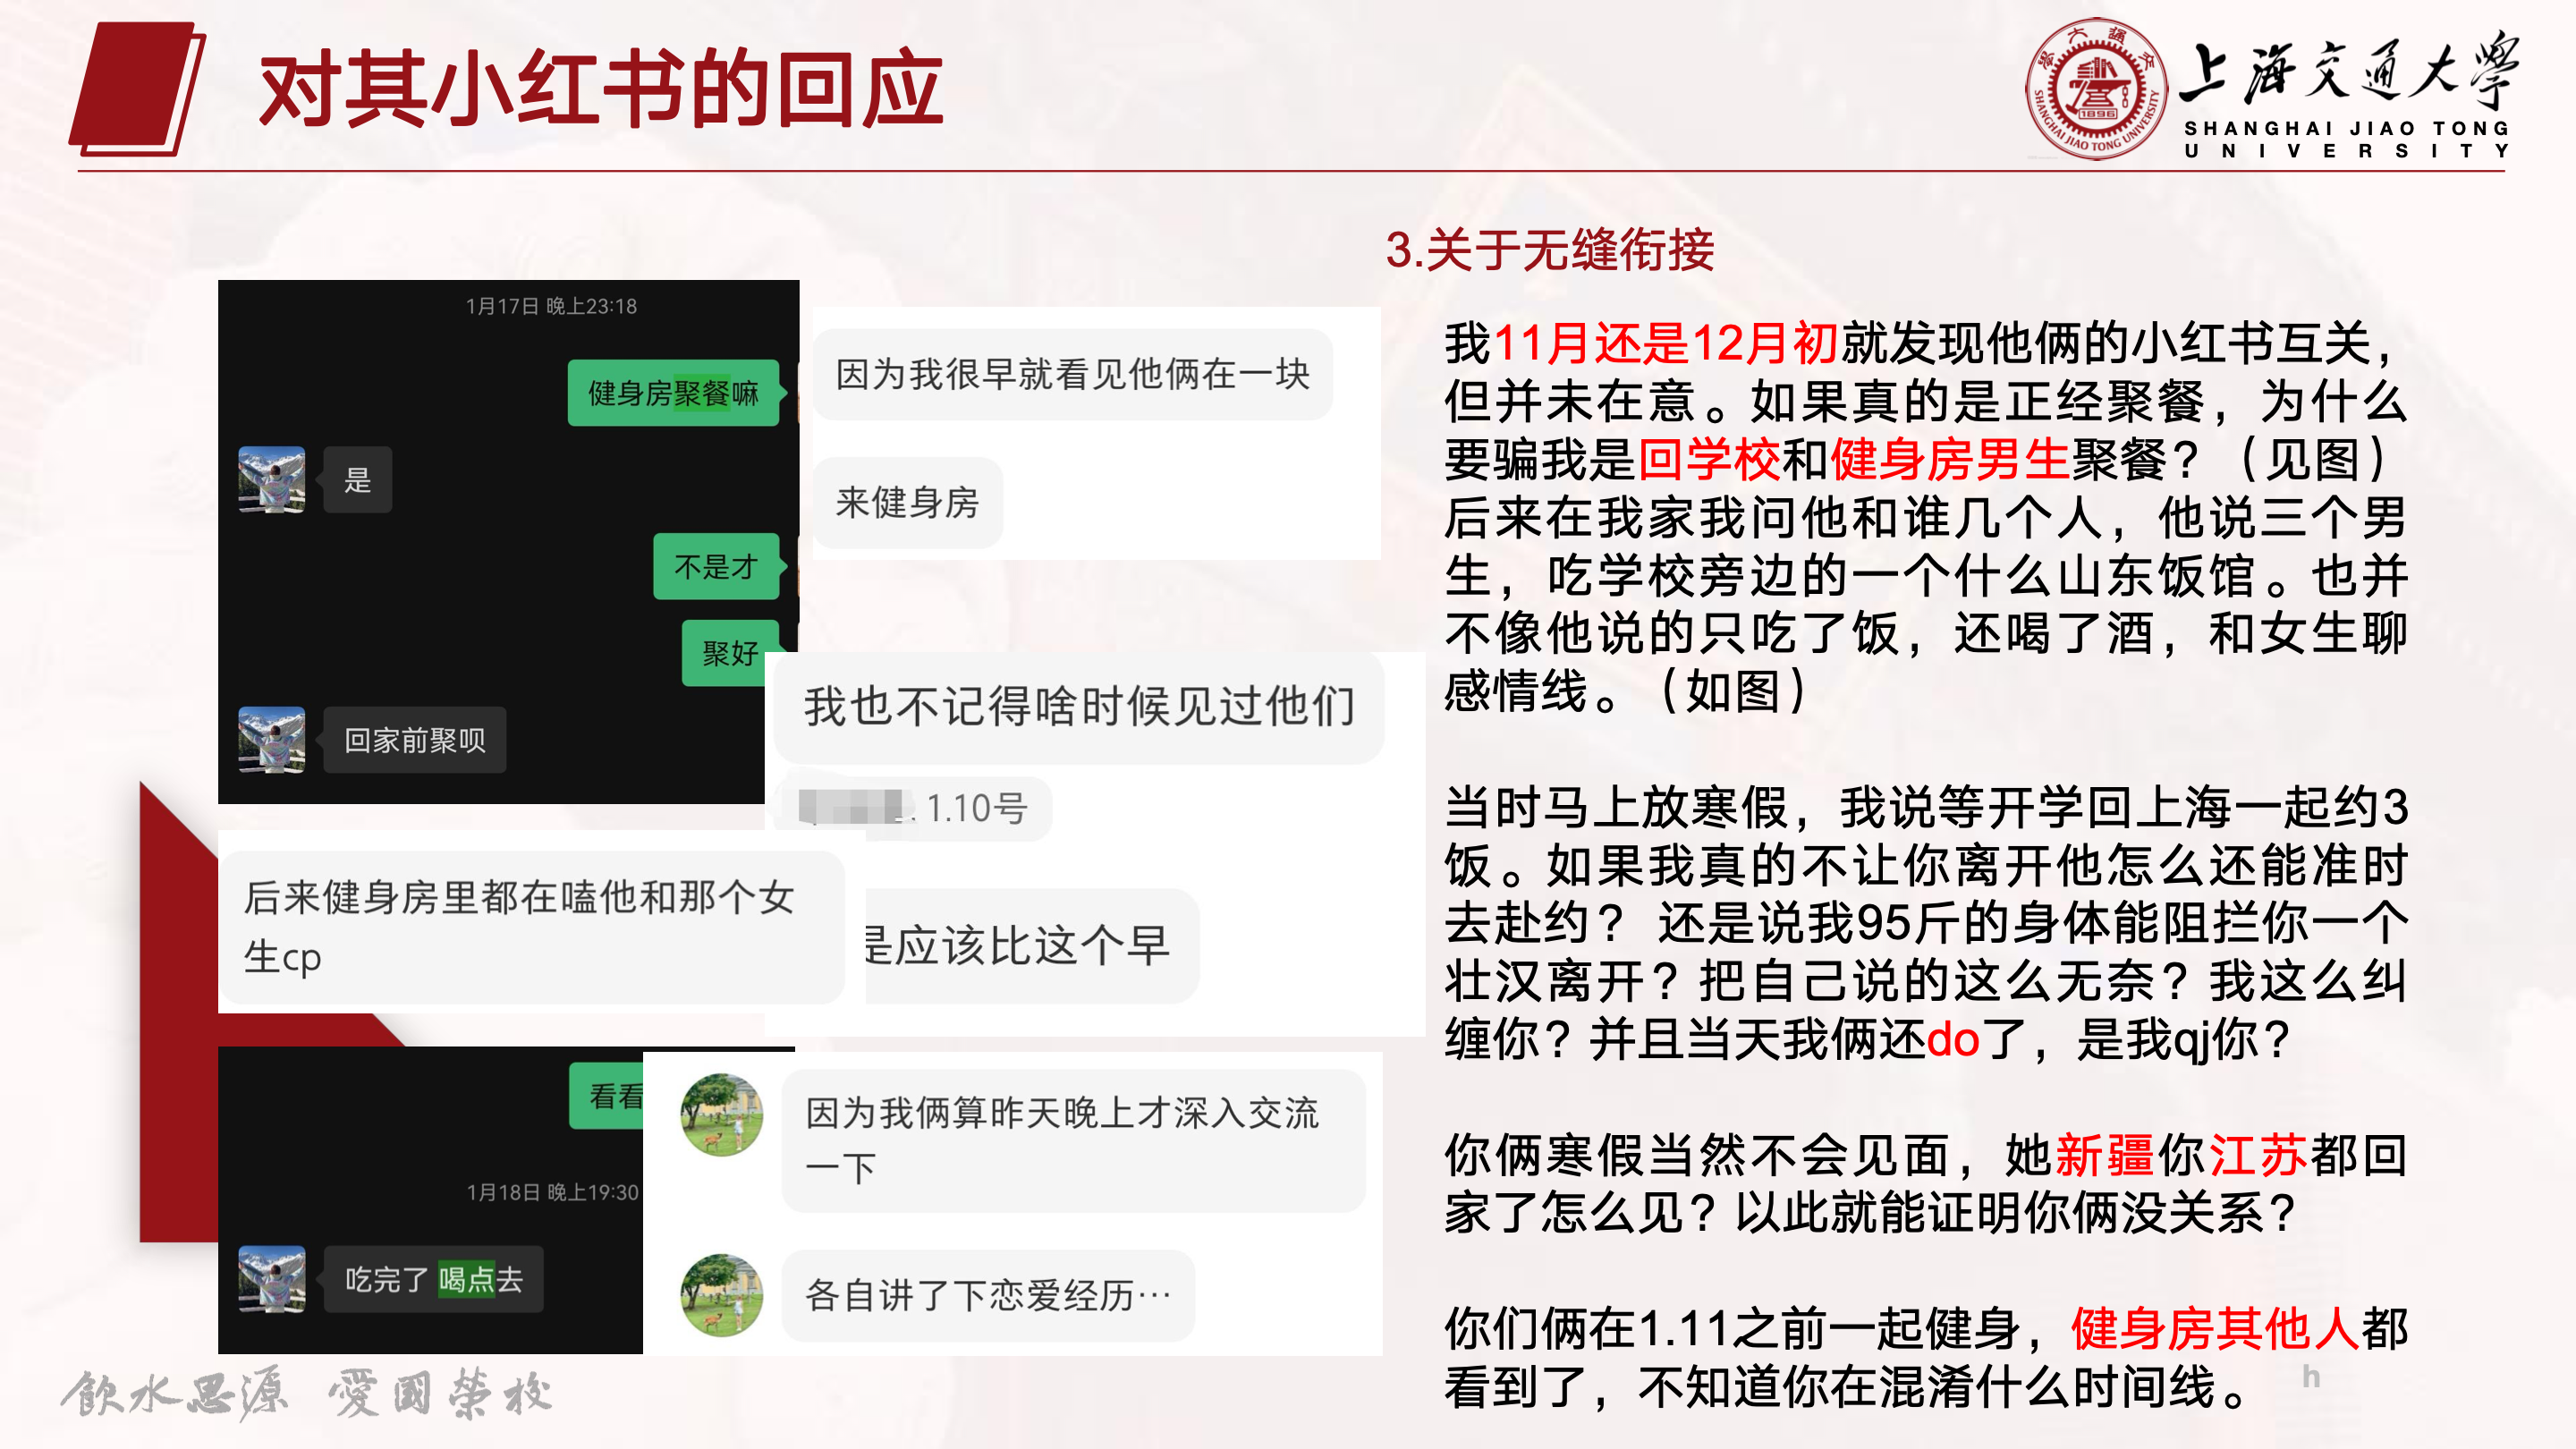 对其小红书的回应
上海交通大学
SHANGHAI JIAO TONG
UNIVERSITY
1896
SHANGHAI JIAO TONG UNIVERSITY
1月17日 晚上23:18
健身房聚餐嘛
是
不是才
聚好
回家前聚呗
因为我很早就看见他俩在一块
来健身房
我也不记得啥时候见过他们
1.10号
是应该比这个早
后来健身房里都在嗑他和那个女
生cp
看看
1月18日 晚上19:30
吃完了 喝点去
因为我俩算昨天晚上才深入交流
一下
各自讲了下恋爱经历…
3.关于无缝衔接
我11月还是12月初就发现他俩的小红书互关，
但并未在意。如果真的是正经聚餐，为什么
要骗我是回学校和健身房男生聚餐？（见图）
后来在我家我问他和谁几个人，他说三个男
生，吃学校旁边的一个什么山东饭馆。也并
不像他说的只吃了饭，还喝了酒，和女生聊
感情线。（如图）
当时马上放寒假，我说等开学回上海一起约3
饭。如果我真的不让你离开他怎么还能准时
去赴约？ 还是说我95斤的身体能阻拦你一个
壮汉离开？把自己说的这么无奈？我这么纠
缠你？并且当天我俩还do了，是我qj你？
你俩寒假当然不会见面，她新疆你江苏都回
家了怎么见？以此就能证明你俩没关系？
你们俩在1.11之前一起健身，健身房其他人都
看到了，不知道你在混淆什么时间线。
h
飲水思源 愛國榮校